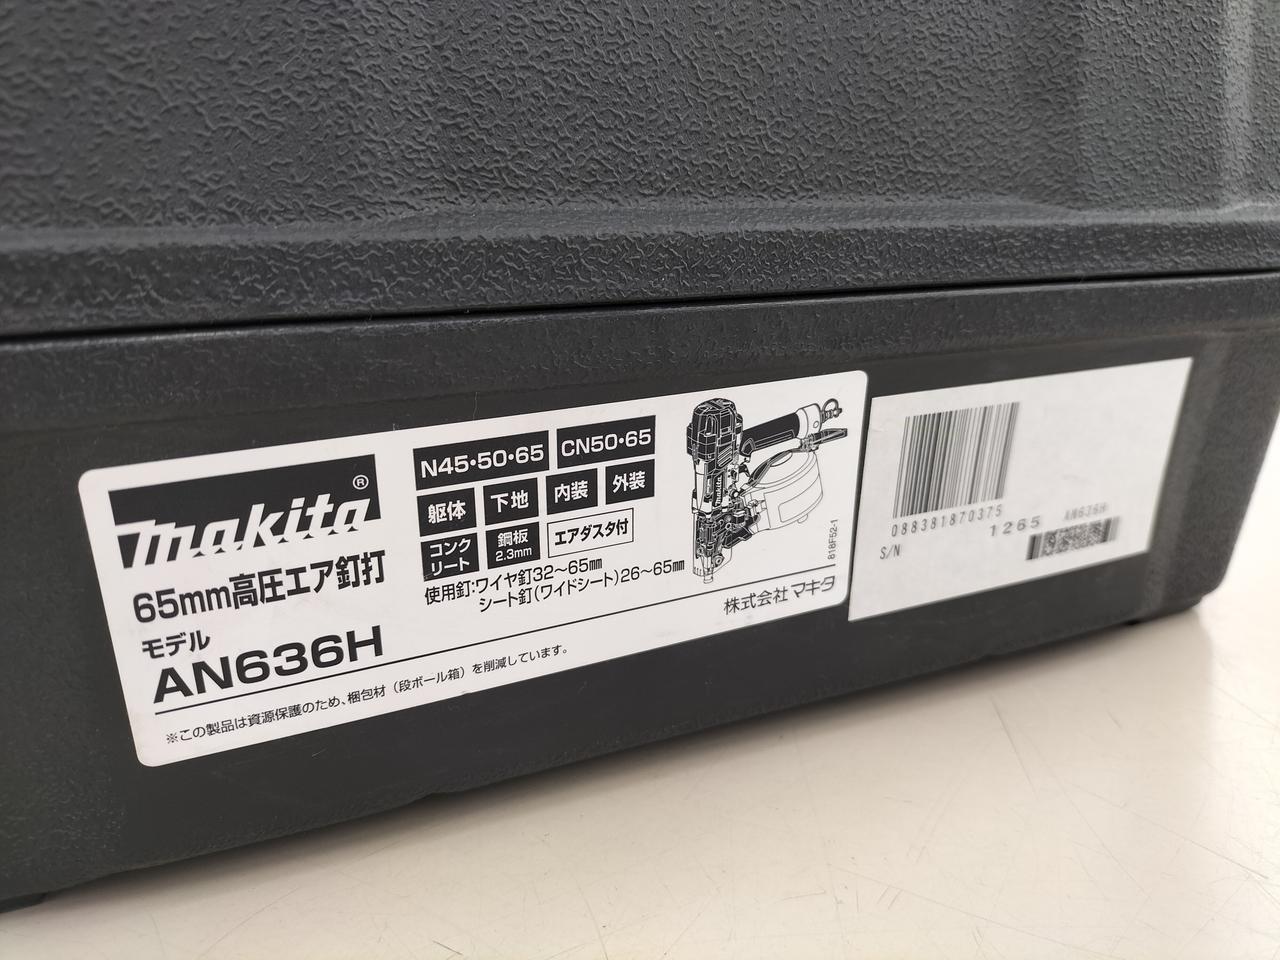 makita®
65mm高圧エア釘打
モデル
AN636H
※この製品は資源保護のため、梱包材（段ボール箱）を削減しています。
N45・50・65 CN50・65
躯体 下地 内装 外装
コンクリート 鋼板2.3mm エアダスタ付
使用釘：ワイヤ釘32～65mm
シート釘（ワイドシート）26～65mm
株式会社マキタ
818F52-1
088381870375
S/N 1265 AN636H